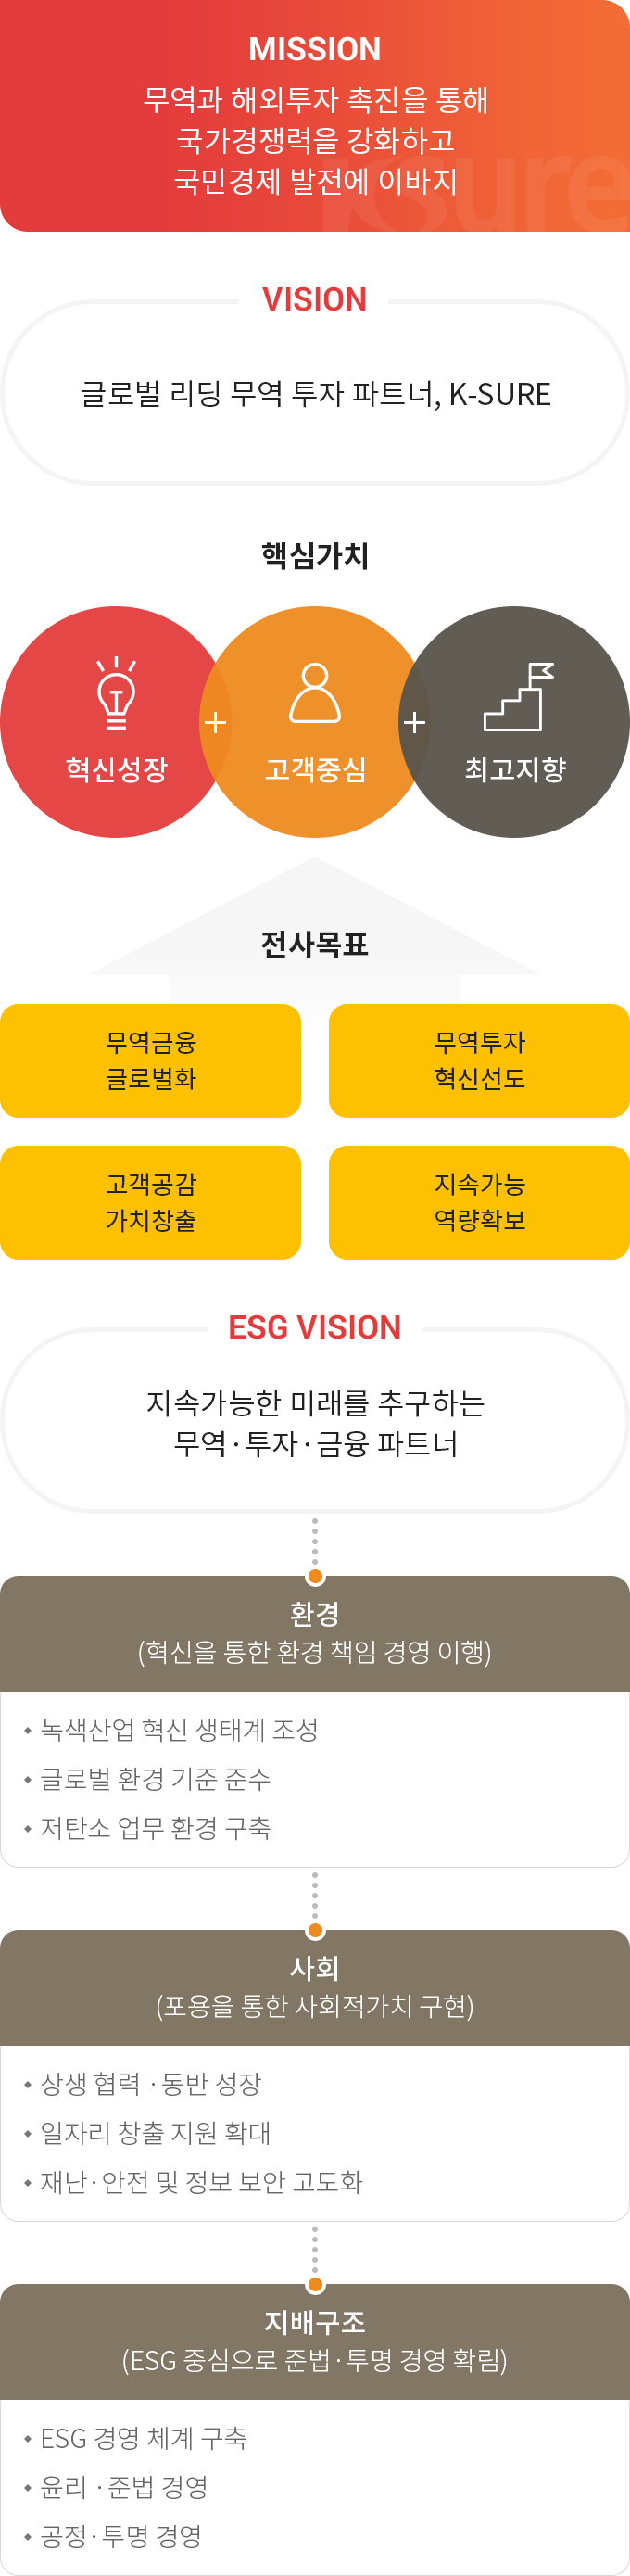 MISSION
무역과 해외투자 촉진을 통해
국가경쟁력을 강화하고
국민경제 발전에 이바지
Ksure
VISION
글로벌 리딩 무역 투자 파트너, K-SURE
핵심가치
혁신성장
+
고객중심
+
최고지향
전사목표
무역금융
글로벌화
무역투자
혁신선도
고객공감
가치창출
지속가능
역량확보
ESG VISION
지속가능한 미래를 추구하는
무역·투자·금융 파트너
환경
(혁신을 통한 환경 책임 경영 이행)
녹색산업 혁신 생태계 조성
글로벌 환경 기준 준수
저탄소 업무 환경 구축
사회
(포용을 통한 사회적가치 구현)
상생 협력 ·동반 성장
일자리 창출 지원 확대
재난·안전 및 정보 보안 고도화
지배구조
(ESG 중심으로 준법·투명 경영 확립)
ESG 경영 체계 구축
윤리 ·준법 경영
공정·투명 경영